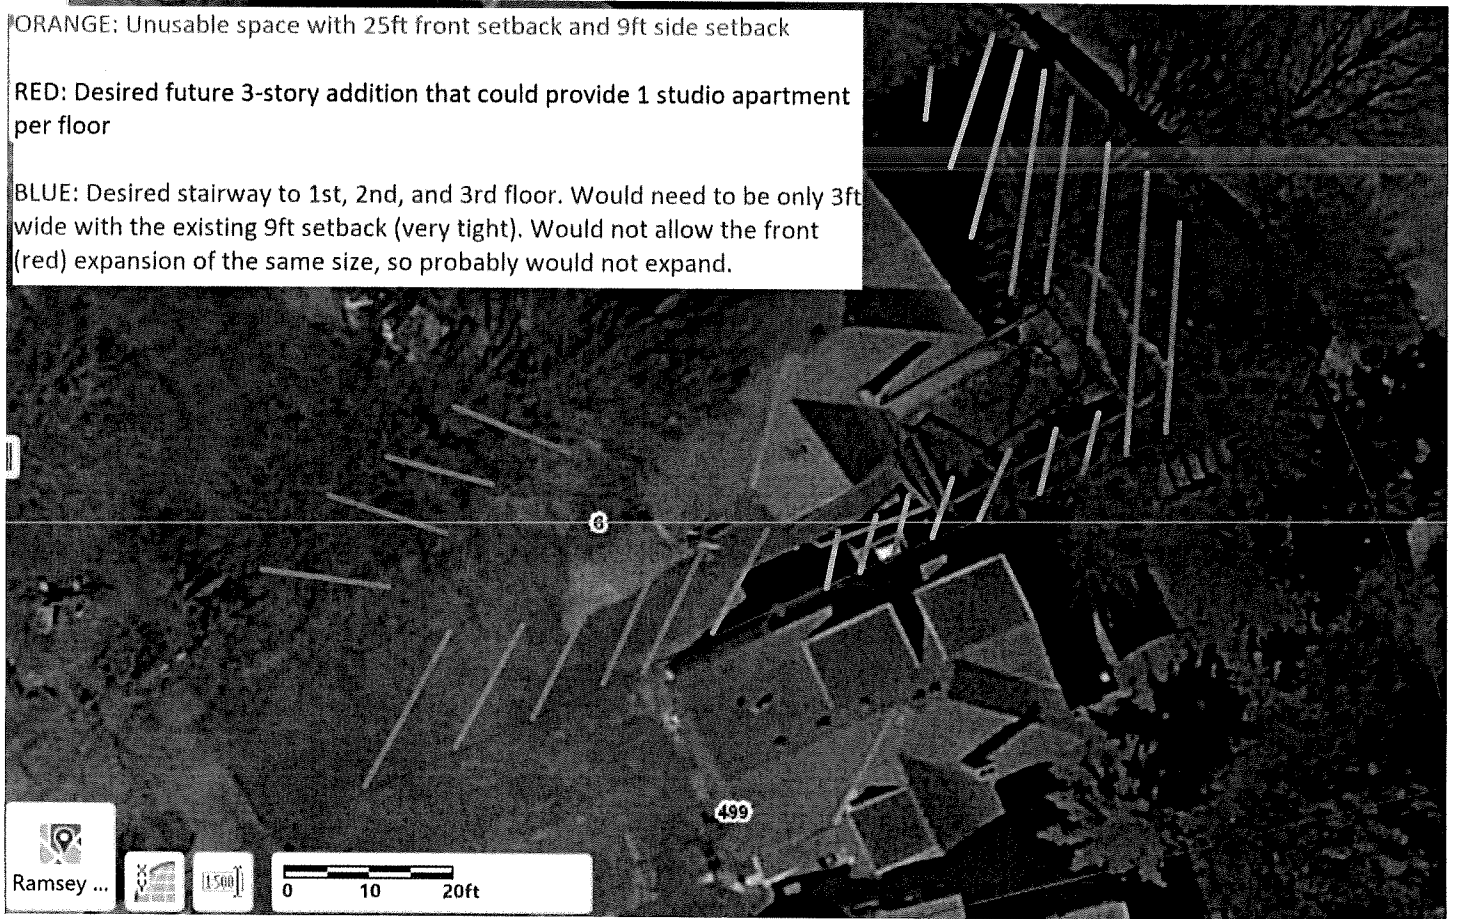 ORANGE: Unusable space with 25ft front setback and 9ft side setback
RED: Desired future 3-story addition that could provide 1 studio apartment
per floor
BLUE: Desired stairway to 1st, 2nd, and 3rd floor. Would need to be only 3ft
wide with the existing 9ft setback (very tight). Would not allow the front
(red) expansion of the same size, so probably would not expand.
6
499
Ramsey ...
X
Y
1:500
0 10 20ft